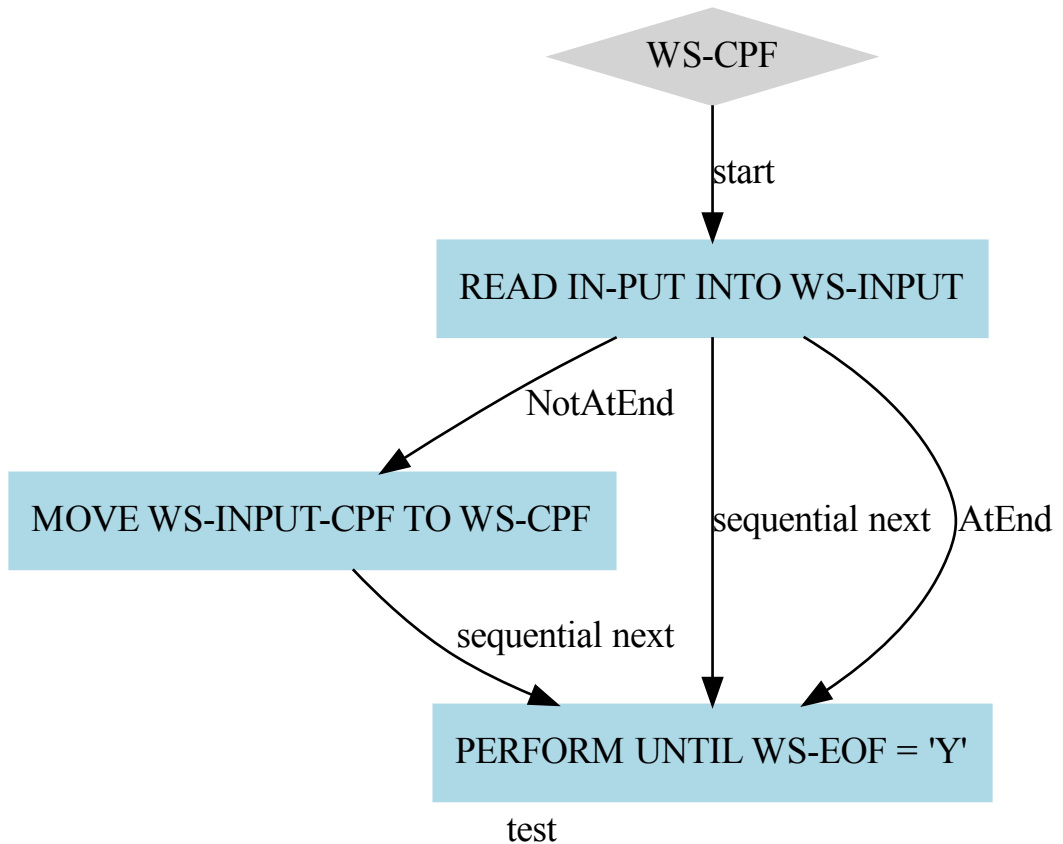 WS-CPF
start
READ IN-PUT INTO WS-INPUT
NotAtEnd
MOVE WS-INPUT-CPF TO WS-CPF
sequential next
AtEnd
sequential next
PERFORM UNTIL WS-EOF = 'Y'
test